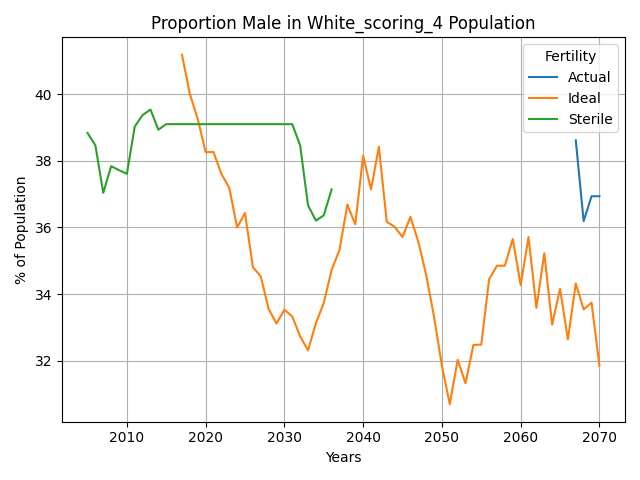 Proportion Male in White_scoring_4 Population
Fertility
Actual
Ideal
Sterile
% of Population
40
38
36
34
32
2010 2020 2030 2040 2050 2060 2070
Years